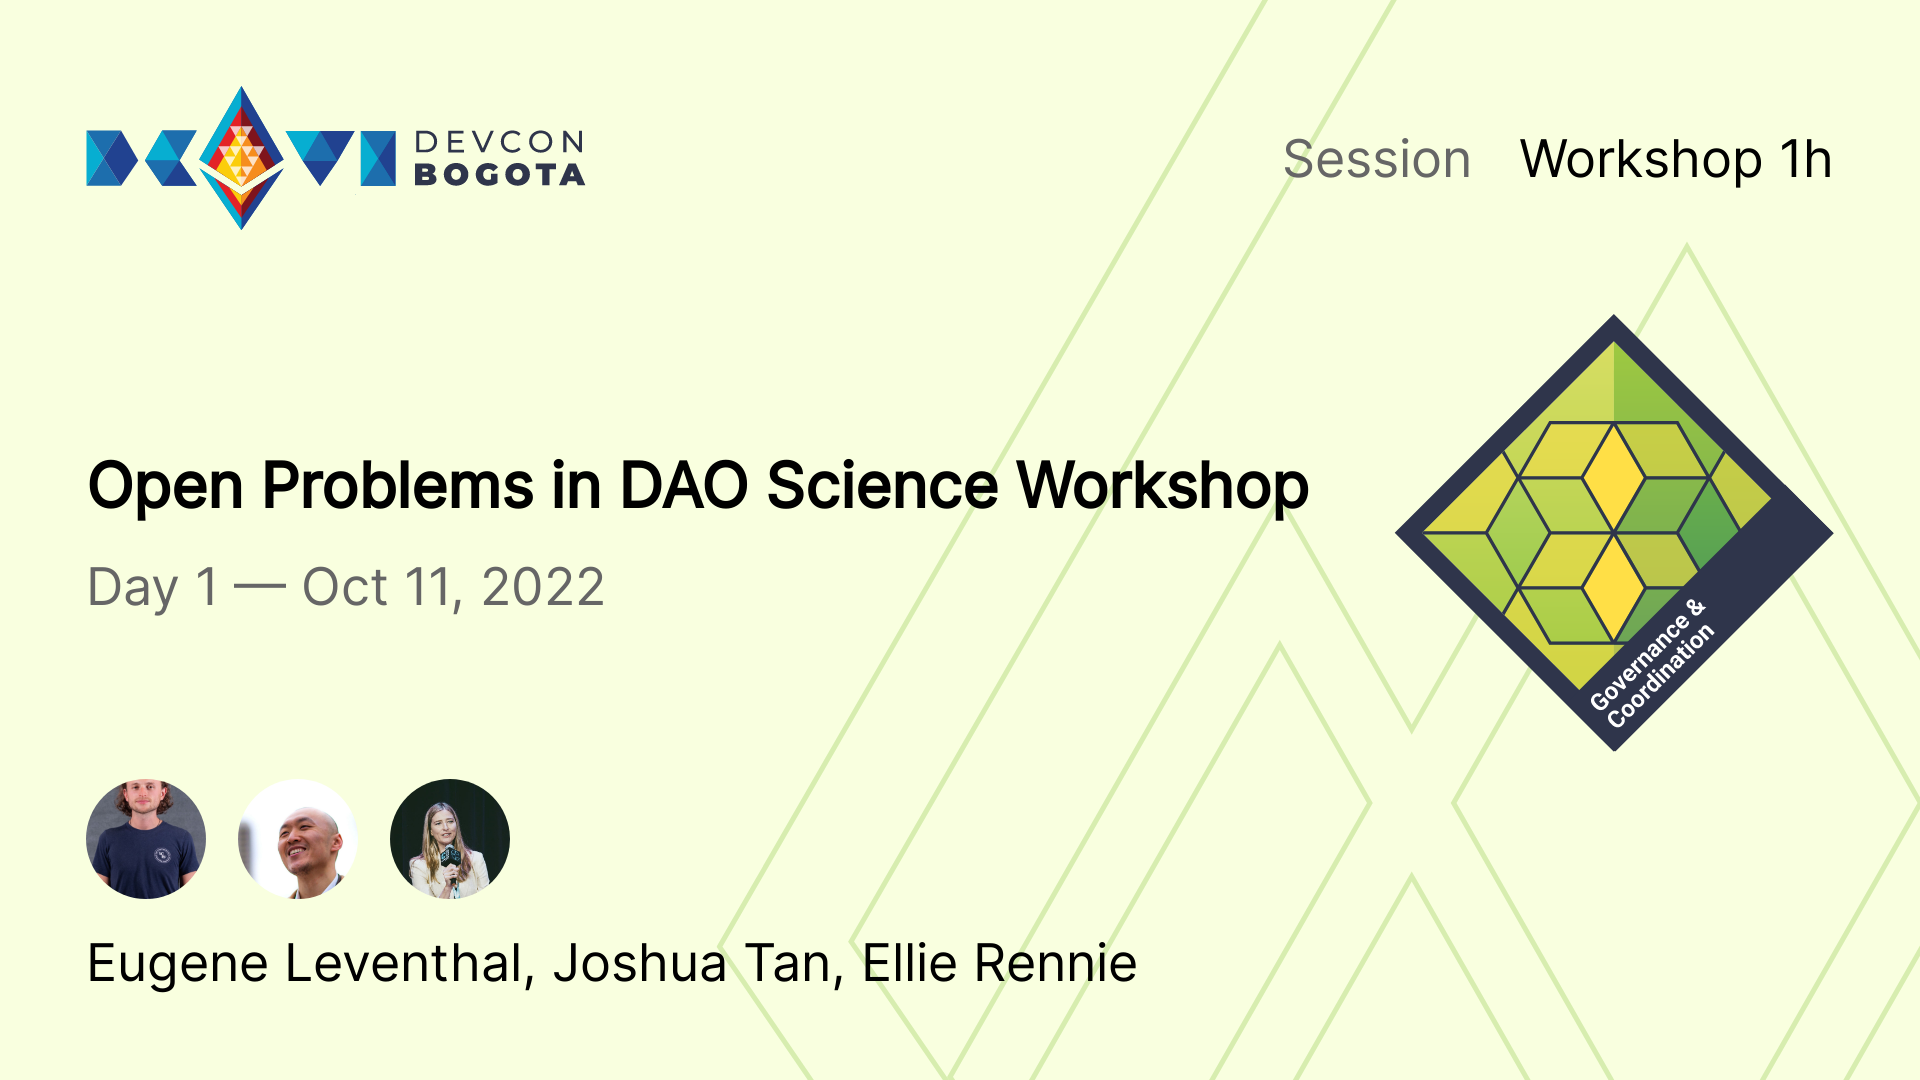 DEVCON
BOGOTA
Session Workshop 1h
Open Problems in DAO Science Workshop
Day 1 — Oct 11, 2022
Governance &
Coordination
Eugene Leventhal, Joshua Tan, Ellie Rennie